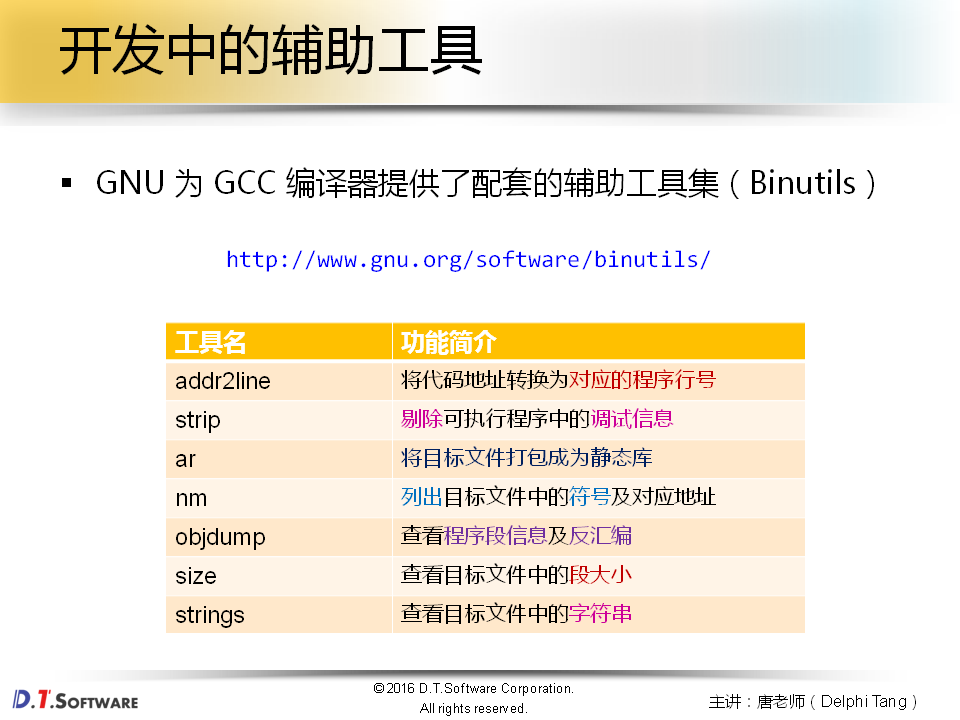 开发中的辅助工具
▪ GNU 为 GCC 编译器提供了配套的辅助工具集（Binutils）
http://www.gnu.org/software/binutils/
工具名 功能简介
addr2line 将代码地址转换为对应的程序行号
strip 剔除可执行程序中的调试信息
ar 将目标文件打包成为静态库
nm 列出目标文件中的符号及对应地址
objdump 查看程序段信息及反汇编
size 查看目标文件中的段大小
strings 查看目标文件中的字符串
D.T.SOFTWARE
©2016 D.T.Software Corporation.
All rights reserved.
主讲：唐老师（Delphi Tang）